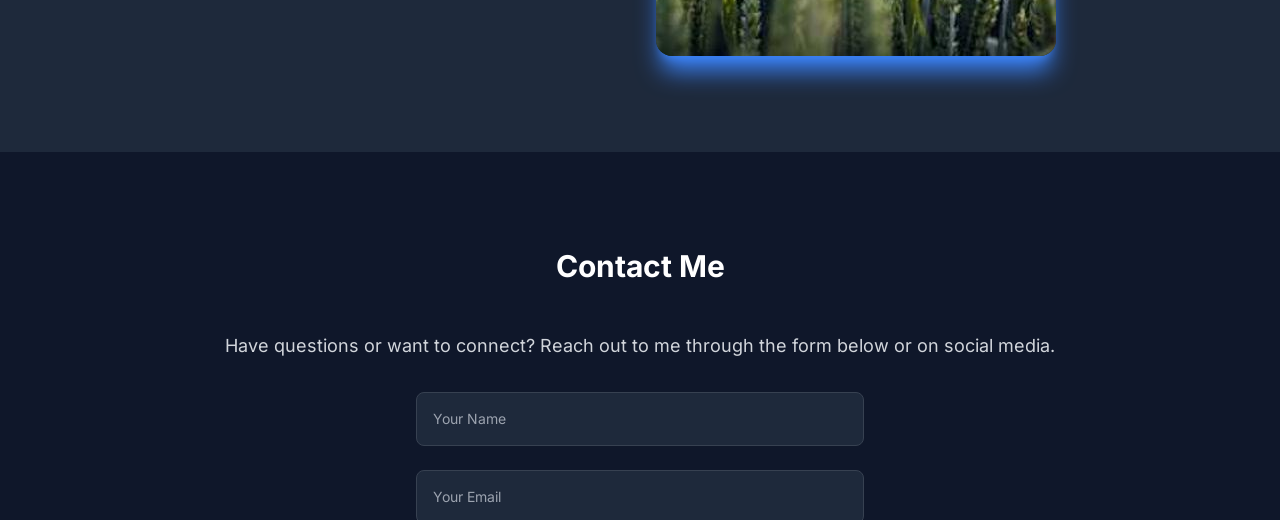 Contact Me
Have questions or want to connect? Reach out to me through the form below or on social media.
Your Name
Your Email